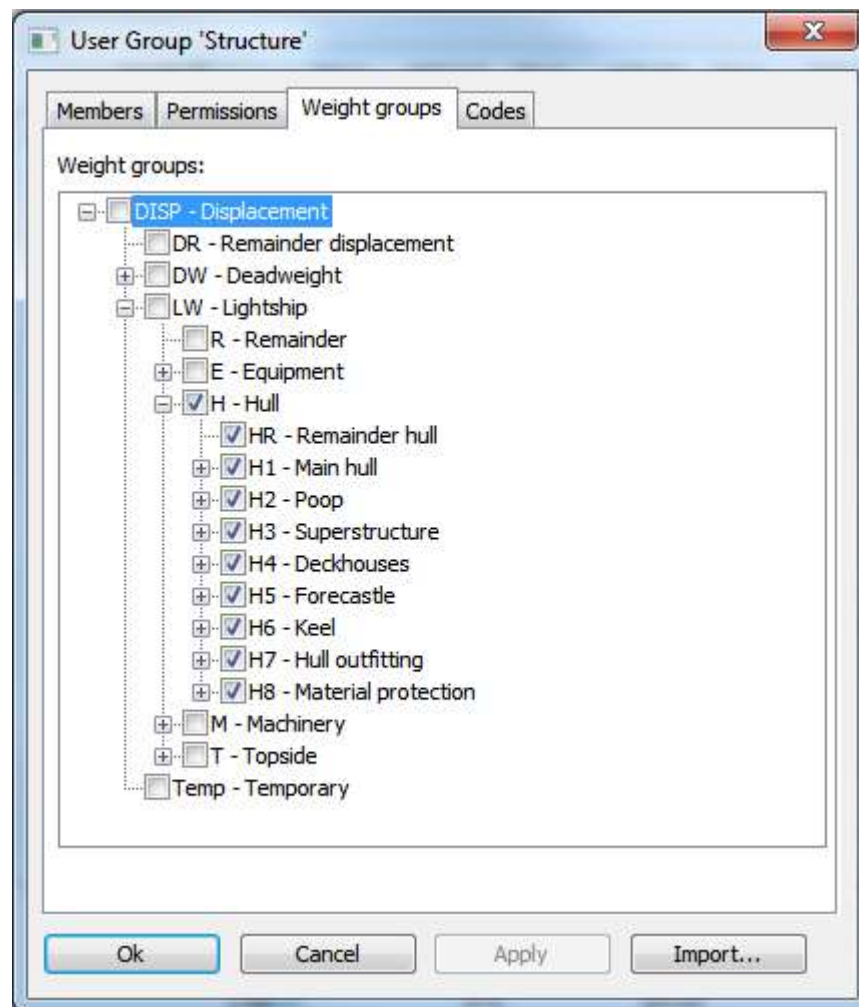 User Group 'Structure'
Members Permissions Weight groups Codes
Weight groups:
DISP - Displacement
DR - Remainder displacement
DW - Deadweight
LW - Lightship
R - Remainder
E - Equipment
H - Hull
HR - Remainder hull
H1 - Main hull
H2 - Poop
H3 - Superstructure
H4 - Deckhouses
H5 - Forecastle
H6 - Keel
H7 - Hull outfitting
H8 - Material protection
M - Machinery
T - Topside
Temp - Temporary
Ok Cancel Apply Import...